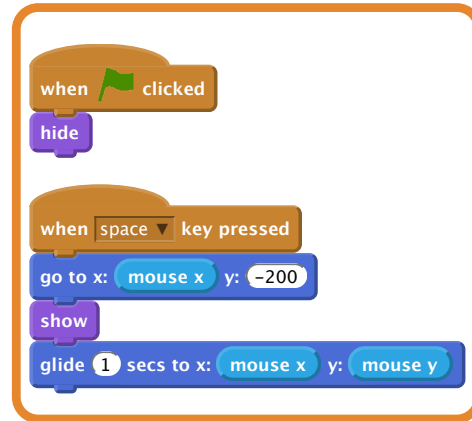 when clicked
hide
when space ▼ key pressed
go to x: mouse x y: -200
show
glide 1 secs to x: mouse x y: mouse y